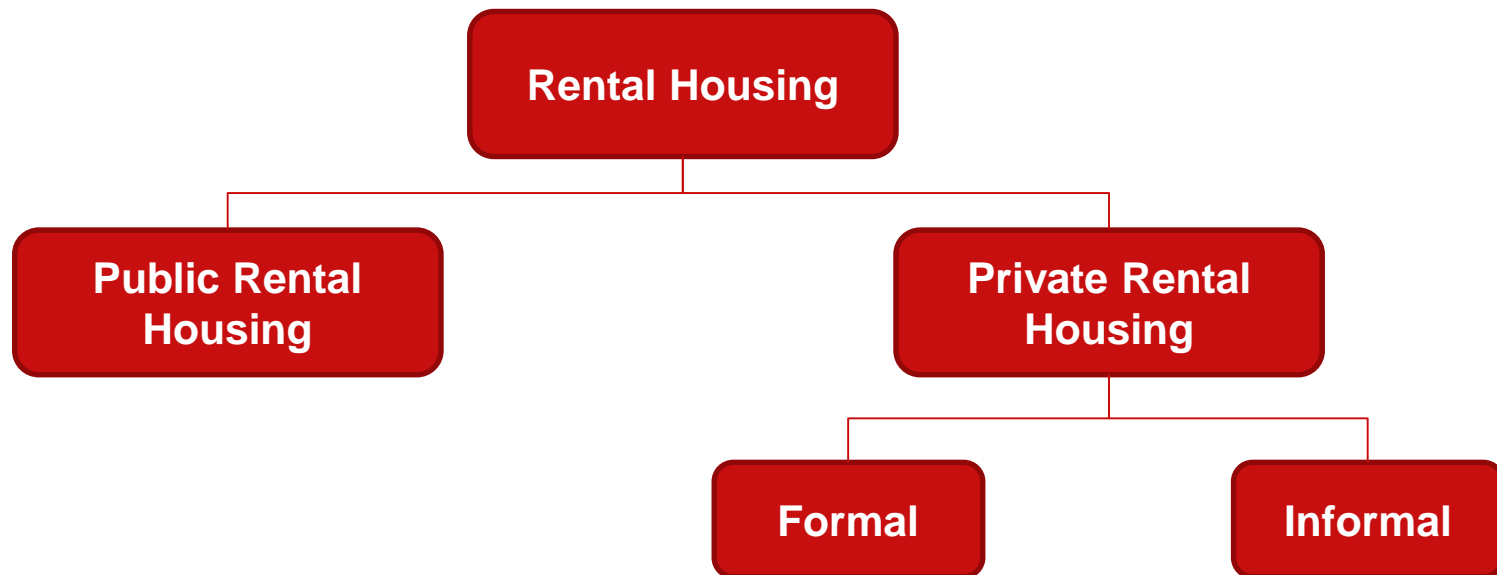 Rental Housing
Public Rental
Housing
Private Rental
Housing
Formal
Informal